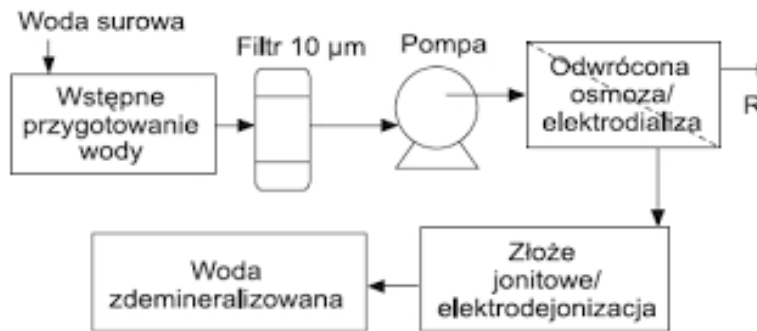 Woda surowa
Filtr 10 µm
Pompa
Wstępne
przygotowanie
wody
Odwrócona
osmoza/
elektrodializa
R
Woda
zdemineralizowana
Złoże
jonitowe/
elektrodejonizacja